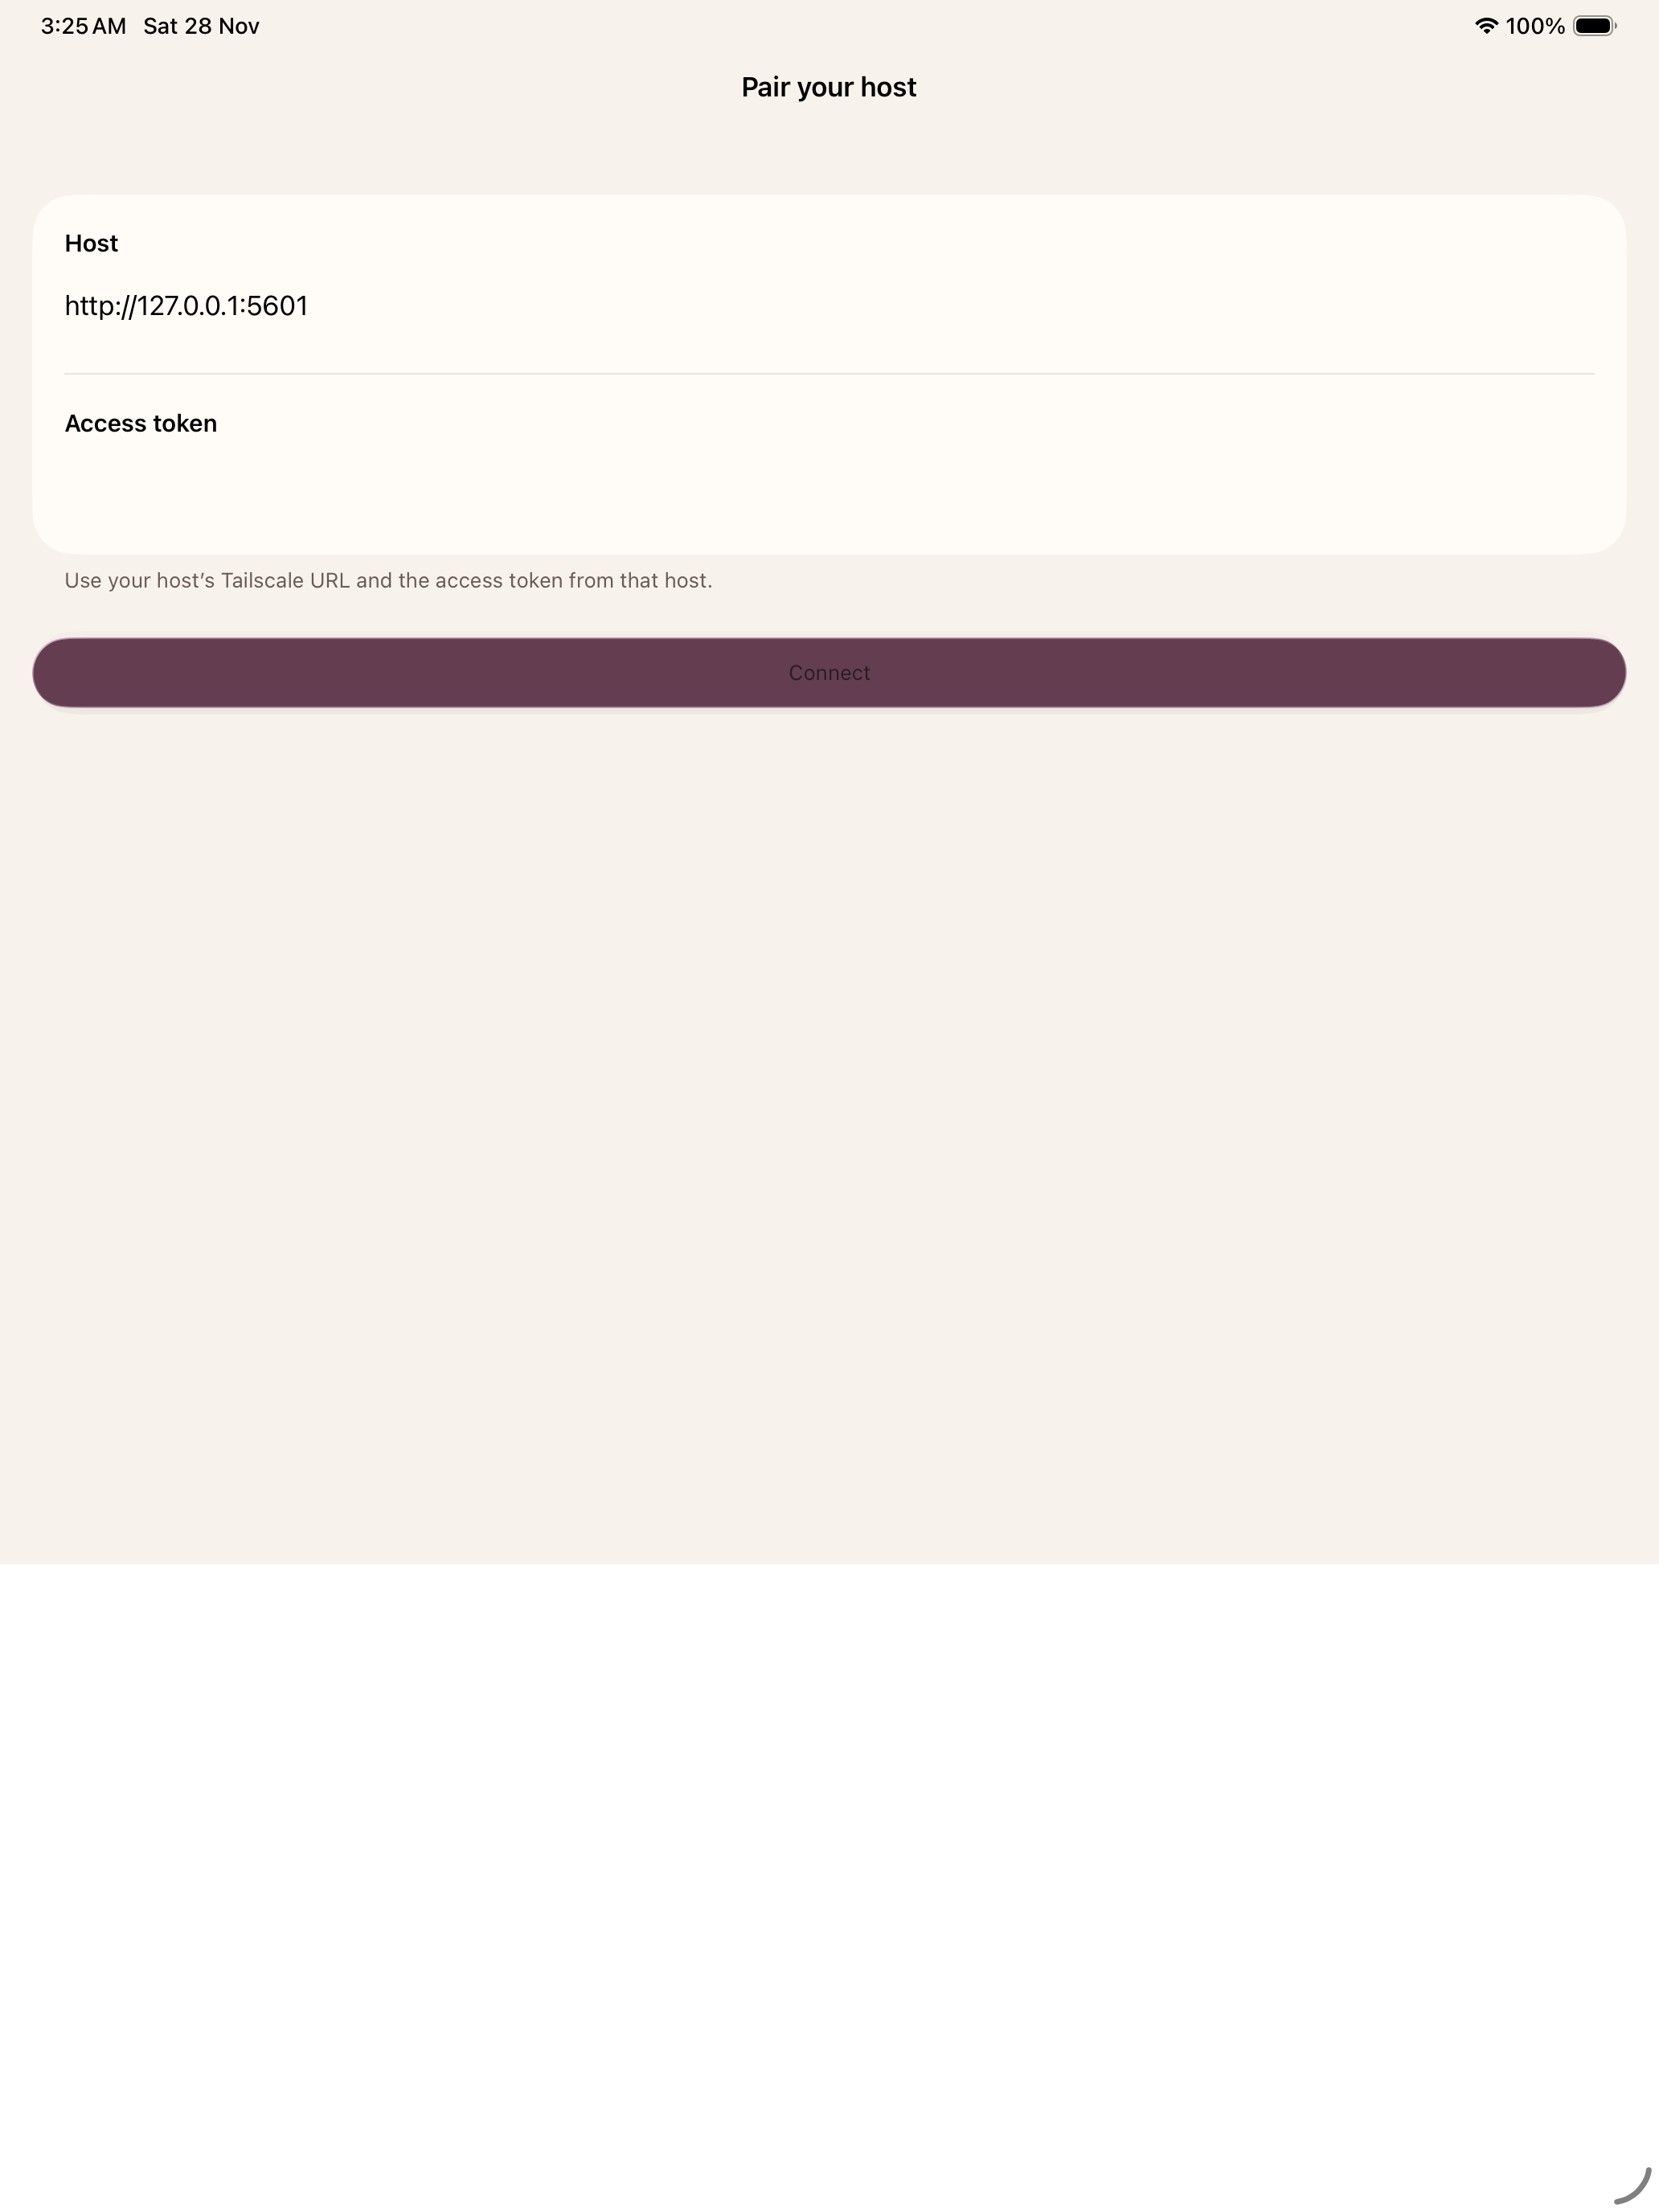 3:25 AM Sat 28 Nov
100%
Pair your host
Host
http://127.0.0.1:5601
Access token
Use your host’s Tailscale URL and the access token from that host.
Connect